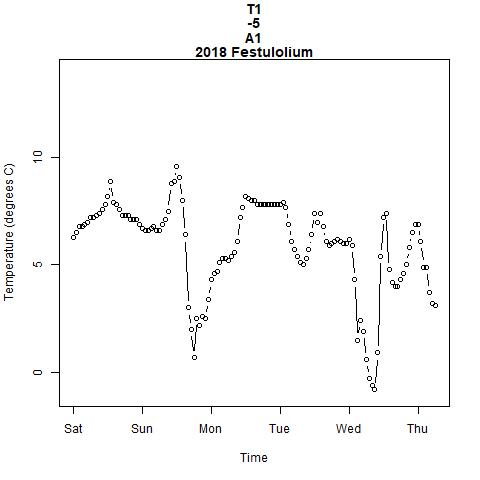 T1
-5
A1
2018 Festulolium
Temperature (degrees C)
10
5
0
Sat Sun Mon Tue Wed Thu
Time